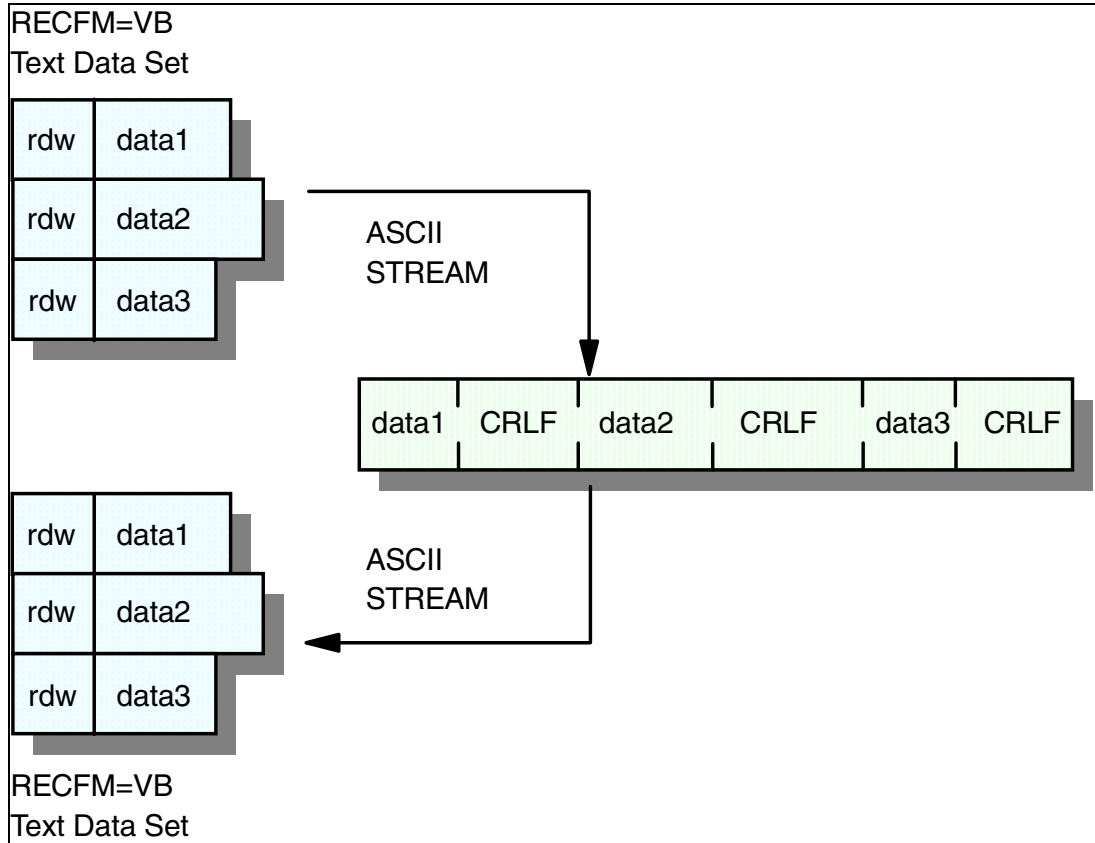 RECFM=VB
Text Data Set
rdw data1
rdw data2
rdw data3
ASCII
STREAM
data1 CRLF data2 CRLF data3 CRLF
rdw data1
rdw data2
rdw data3
ASCII
STREAM
RECFM=VB
Text Data Set